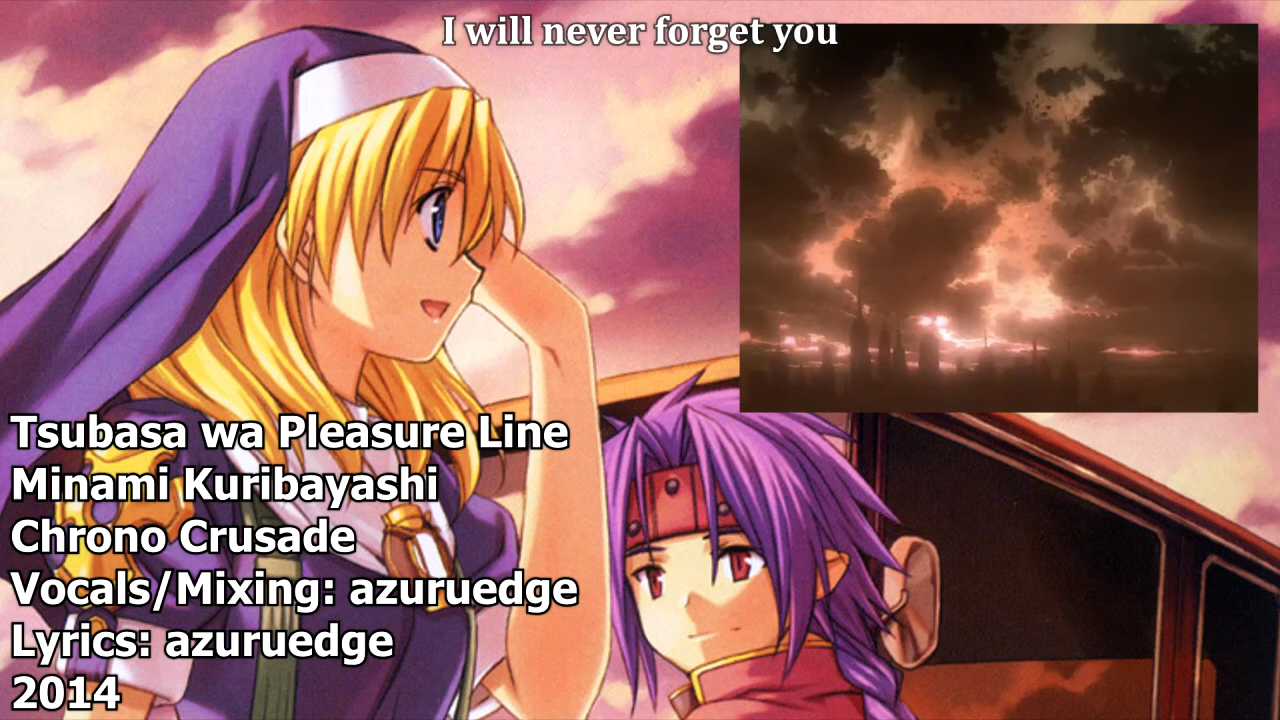 I will never forget you
Tsubasa wa Pleasure Line
Minami Kuribayashi
Chrono Crusade
Vocals/Mixing: azuruedge
Lyrics: azuruedge
2014